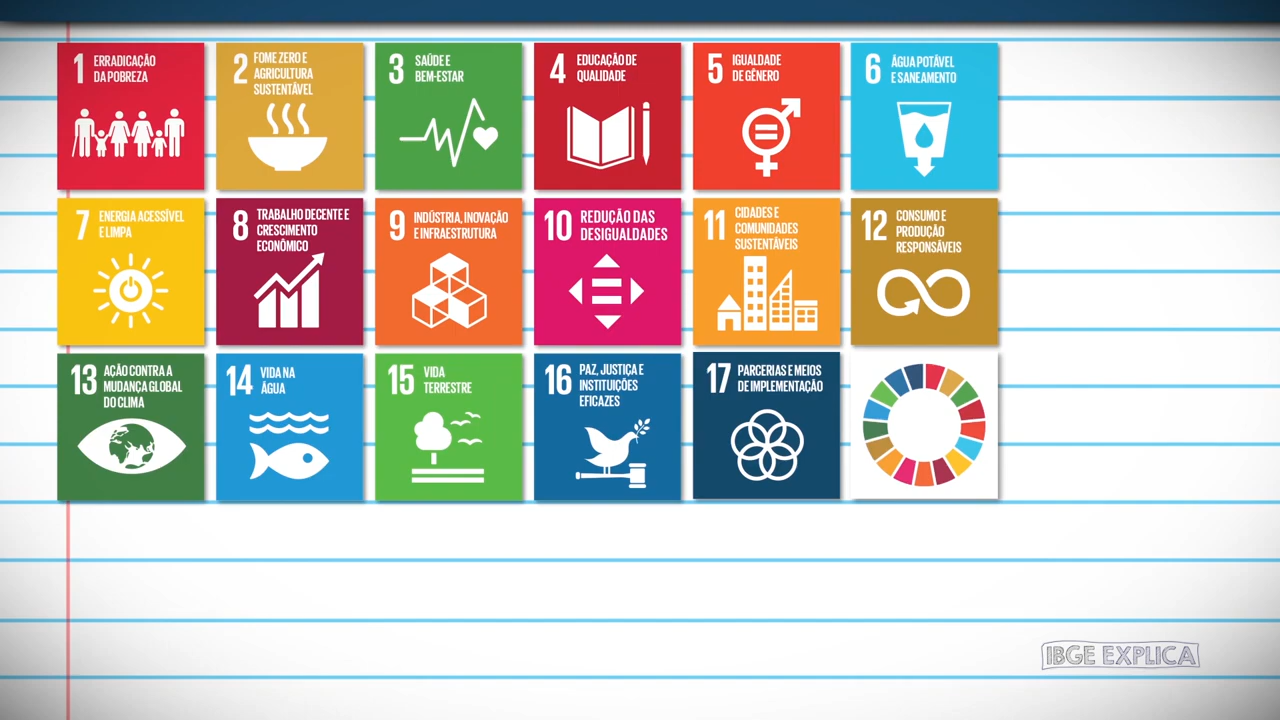 1 ERRADICAÇÃO
DA POBREZA
2 FOME ZERO E
AGRICULTURA
SUSTENTÁVEL
3 SAÚDE E
BEM-ESTAR
4 EDUCAÇÃO DE
QUALIDADE
5 IGUALDADE
DE GÊNERO
6 ÁGUA POTÁVEL
E SANEAMENTO
7 ENERGIA ACESSÍVEL
E LIMPA
8 TRABALHO DECENTE E
CRESCIMENTO
ECONÔMICO
9 INDÚSTRIA, INOVAÇÃO
E INFRAESTRUTURA
10 REDUÇÃO DAS
DESIGUALDADES
11 CIDADES E
COMUNIDADES
SUSTENTÁVEIS
12 CONSUMO E
PRODUÇÃO
RESPONSÁVEIS
13 AÇÃO CONTRA A
MUDANÇA GLOBAL
DO CLIMA
14 VIDA NA
ÁGUA
15 VIDA
TERRESTRE
16 PAZ, JUSTIÇA E
INSTITUIÇÕES
EFICAZES
17 PARCERIAS E MEIOS
DE IMPLEMENTAÇÃO
IBGE EXPLICA